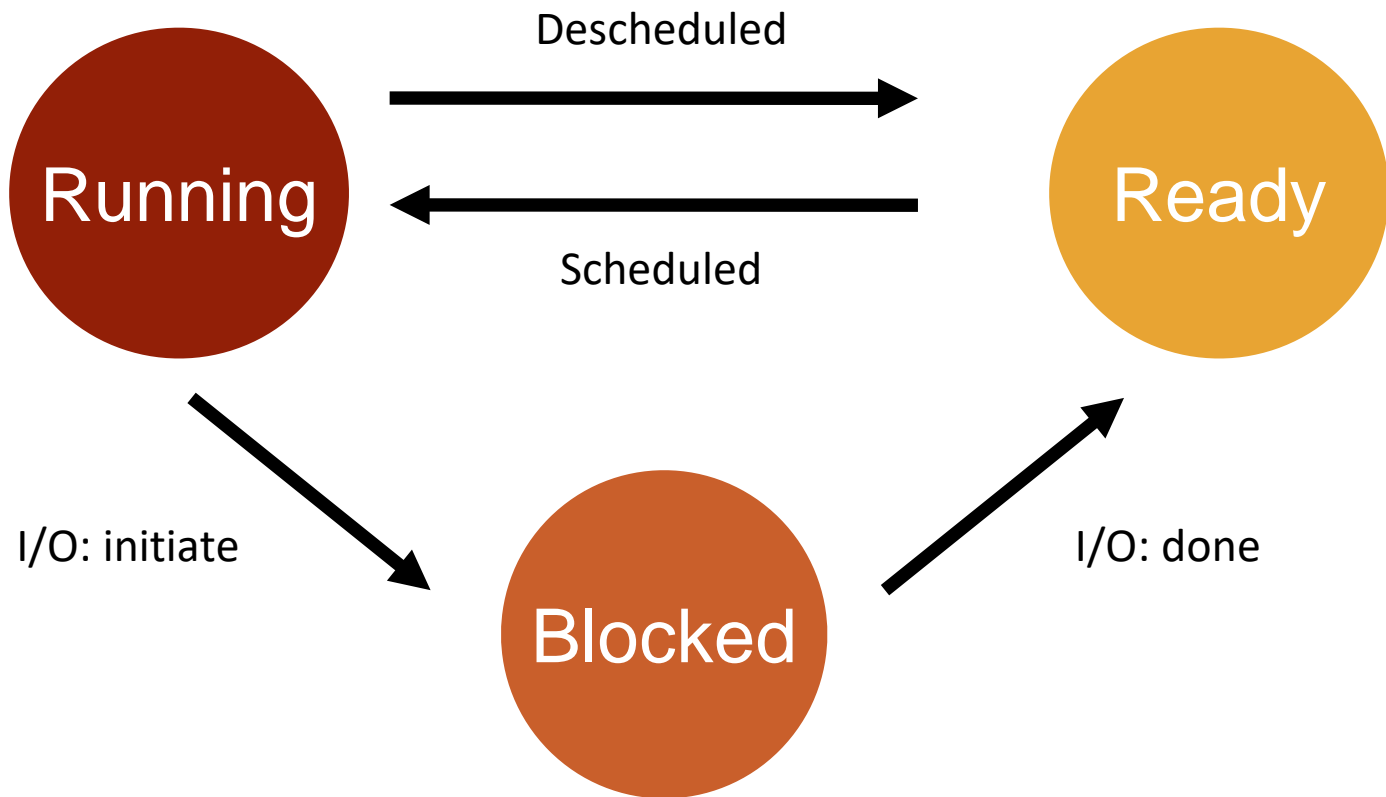 Descheduled
Running
Ready
Scheduled
I/O: initiate
I/O: done
Blocked